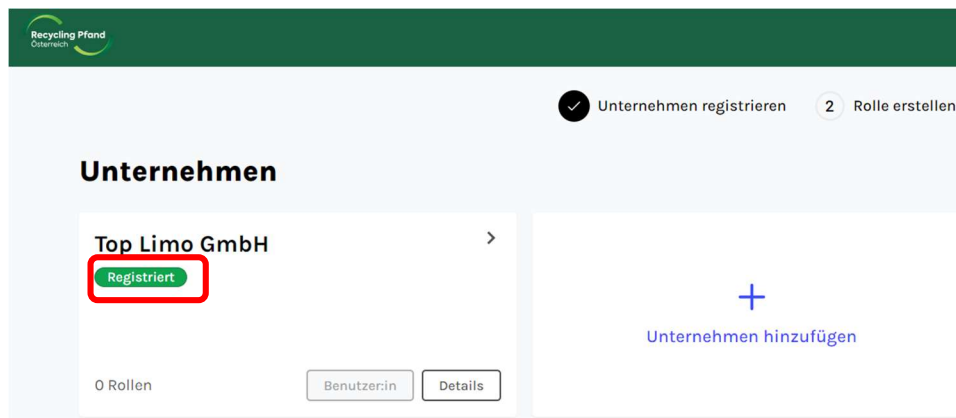 Recycling Pfand
Österreich
Unternehmen registrieren
2 Rolle erstellen
Unternehmen
Top Limo GmbH
Registriert
Unternehmen hinzufügen
0 Rollen
Benutzer:in
Details